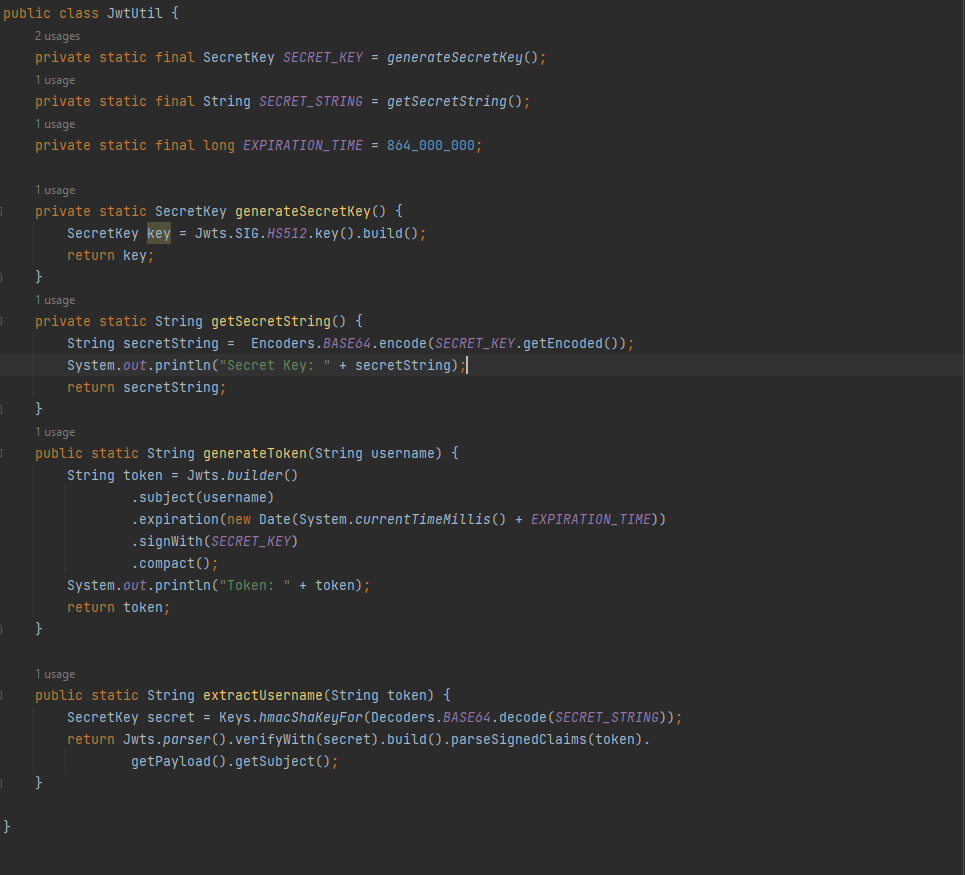 public class JwtUtil {
2 usages
private static final SecretKey SECRET_KEY = generateSecretKey();
1 usage
private static final String SECRET_STRING = getSecretString();
1 usage
private static final long EXPIRATION_TIME = 864_000_000;
1 usage
private static SecretKey generateSecretKey() {
SecretKey key = Jwts.SIG.HS512.key().build();
return key;
}
1 usage
private static String getSecretString() {
String secretString =  Encoders.BASE64.encode(SECRET_KEY.getEncoded());
System.out.println("Secret Key: " + secretString);
return secretString;
}
1 usage
public static String generateToken(String username) {
String token = Jwts.builder()
.subject(username)
.expiration(new Date(System.currentTimeMillis() + EXPIRATION_TIME))
.signWith(SECRET_KEY)
.compact();
System.out.println("Token: " + token);
return token;
}
1 usage
public static String extractUsername(String token) {
SecretKey secret = Keys.hmacShaKeyFor(Decoders.BASE64.decode(SECRET_STRING));
return Jwts.parser().verifyWith(secret).build().parseSignedClaims(token).
getPayload().getSubject();
}
}